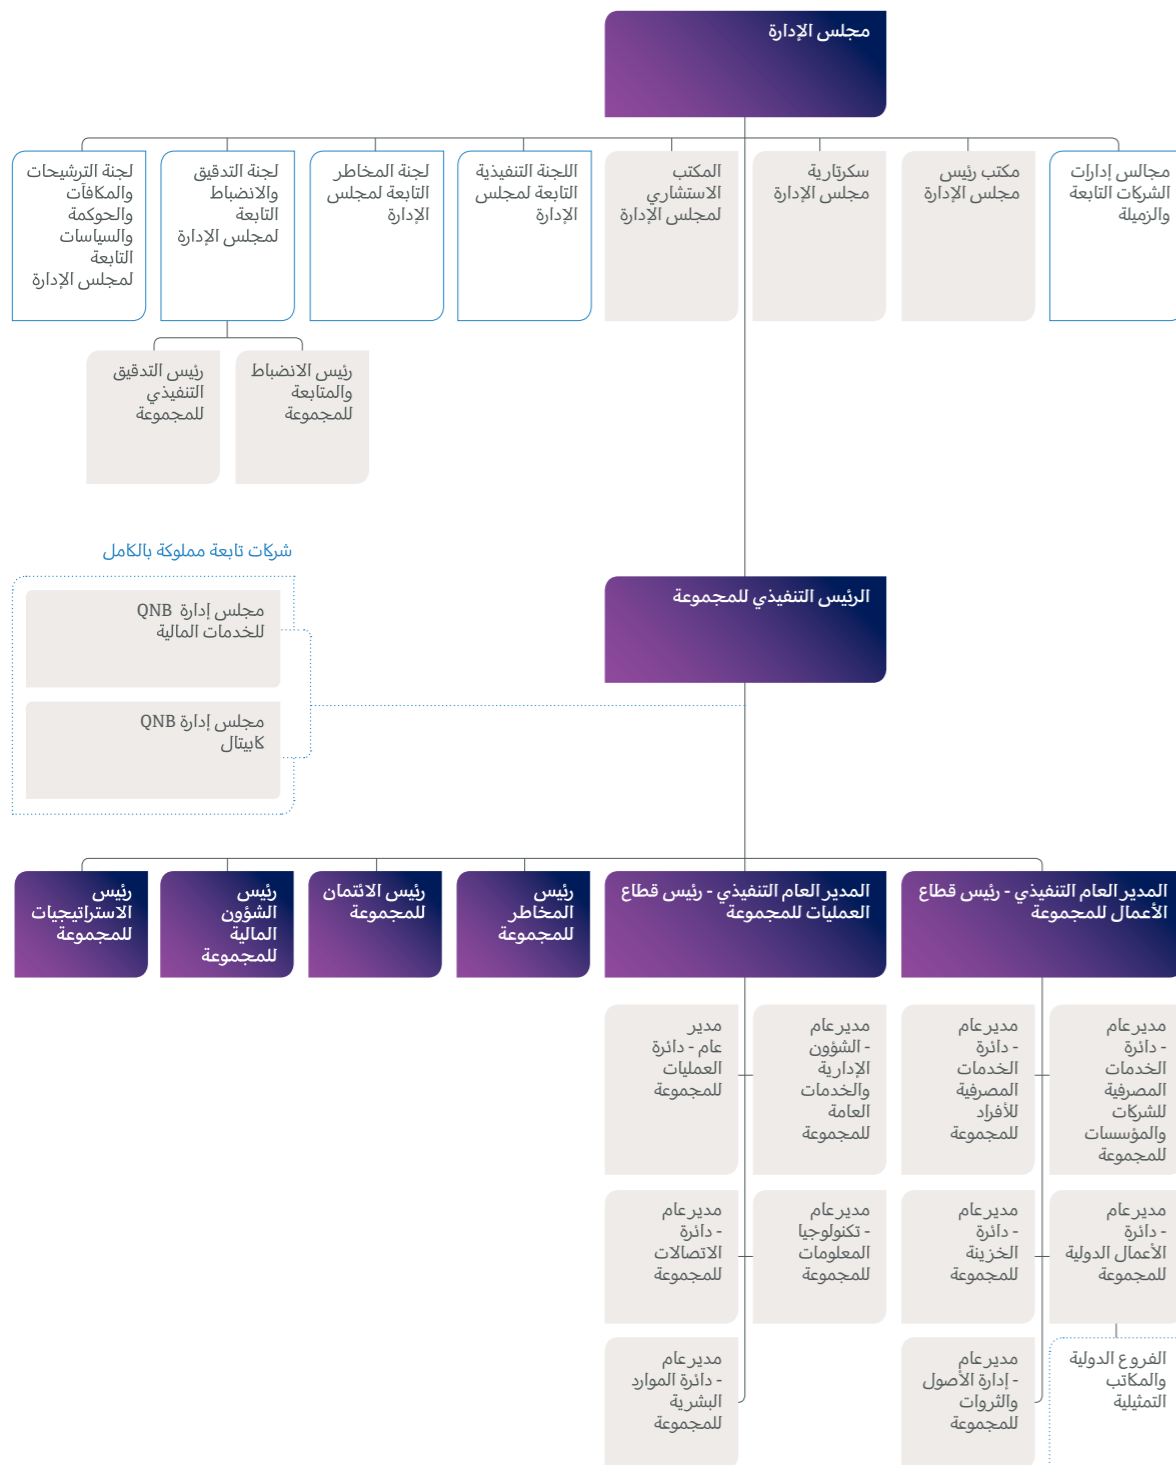 مجلس الإدارة
مجالس إدارات
الشركات التابعة
والزميلة
مكتب رئيس
مجلس الإدارة
سكرتارية
مجلس الإدارة
المكتب
الاستشاري
لمجلس الإدارة
اللجنة التنفيذية
التابعة لمجلس
الإدارة
لجنة المخاطر
التابعة لمجلس
الإدارة
لجنة التدقيق
والانضباط
التابعة
لمجلس الإدارة
لجنة الترشيحات
والمكافآت
والحوكمة
والسياسات
التابعة
لمجلس الإدارة
رئيس الانضباط
والمتابعة
للمجموعة
رئيس التدقيق
التنفيذي
للمجموعة
شركات تابعة مملوكة بالكامل
الرئيس التنفيذي للمجموعة
مجلس إدارة QNB
للخدمات المالية
مجلس إدارة QNB
كابيتال
المدير العام التنفيذي - رئيس قطاع
الأعمال للمجموعة
المدير العام التنفيذي - رئيس قطاع
العمليات للمجموعة
رئيس
المخاطر
للمجموعة
رئيس الائتمان
للمجموعة
رئيس
الشؤون
المالية
للمجموعة
رئيس
الاستراتيجيات
للمجموعة
مدير عام
- دائرة
الخدمات
المصرفية
للشركات
والمؤسسات
للمجموعة
مدير عام
- دائرة
الخدمات
المصرفية
للأفراد
للمجموعة
مدير عام
- الشؤون
الإدارية
والخدمات
العامة
للمجموعة
مدير
عام - دائرة
العمليات
للمجموعة
مدير عام
- دائرة
الأعمال الدولية
للمجموعة
مدير عام
- دائرة
الخزينة
للمجموعة
مدير عام
- تكنولوجيا
المعلومات
للمجموعة
مدير عام
- دائرة
الاتصالات
للمجموعة
الفروع الدولية
والمكاتب
التمثيلية
مدير عام
- إدارة الأصول
والثروات
للمجموعة
مدير عام
- دائرة الموارد
البشرية
للمجموعة